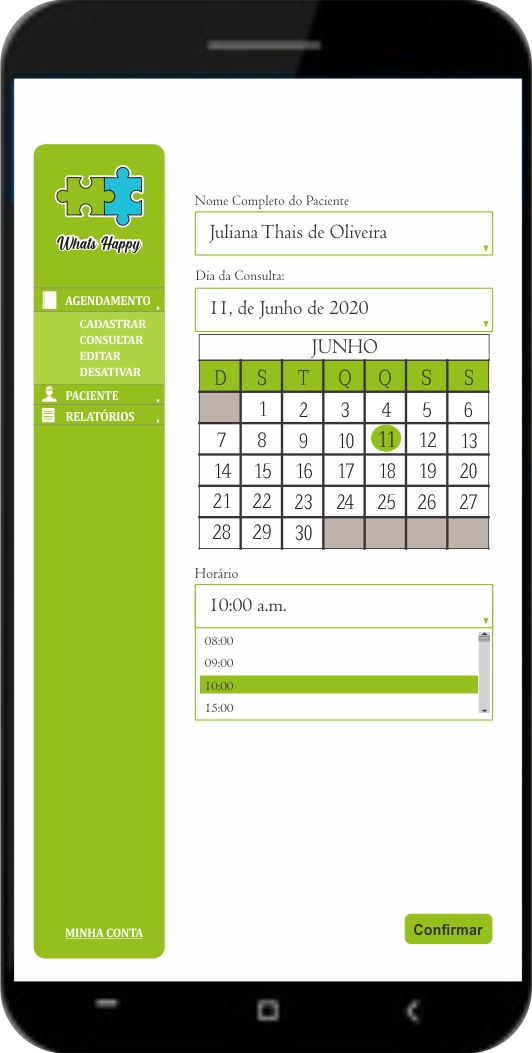 Whats Happy
AGENDAMENTO
CADASTRAR
CONSULTAR
EDITAR
DESATIVAR
PACIENTE
RELATÓRIOS
MINHA CONTA
Nome Completo do Paciente
Juliana Thais de Oliveira
Dia da Consulta:
11, de Junho de 2020
JUNHO
D S T Q Q S S
1 2 3 4 5 6
7 8 9 10 11 12 13
14 15 16 17 18 19 20
21 22 23 24 25 26 27
28 29 30
Horário
10:00 a.m.
08:00
09:00
10:00
15:00
Confirmar